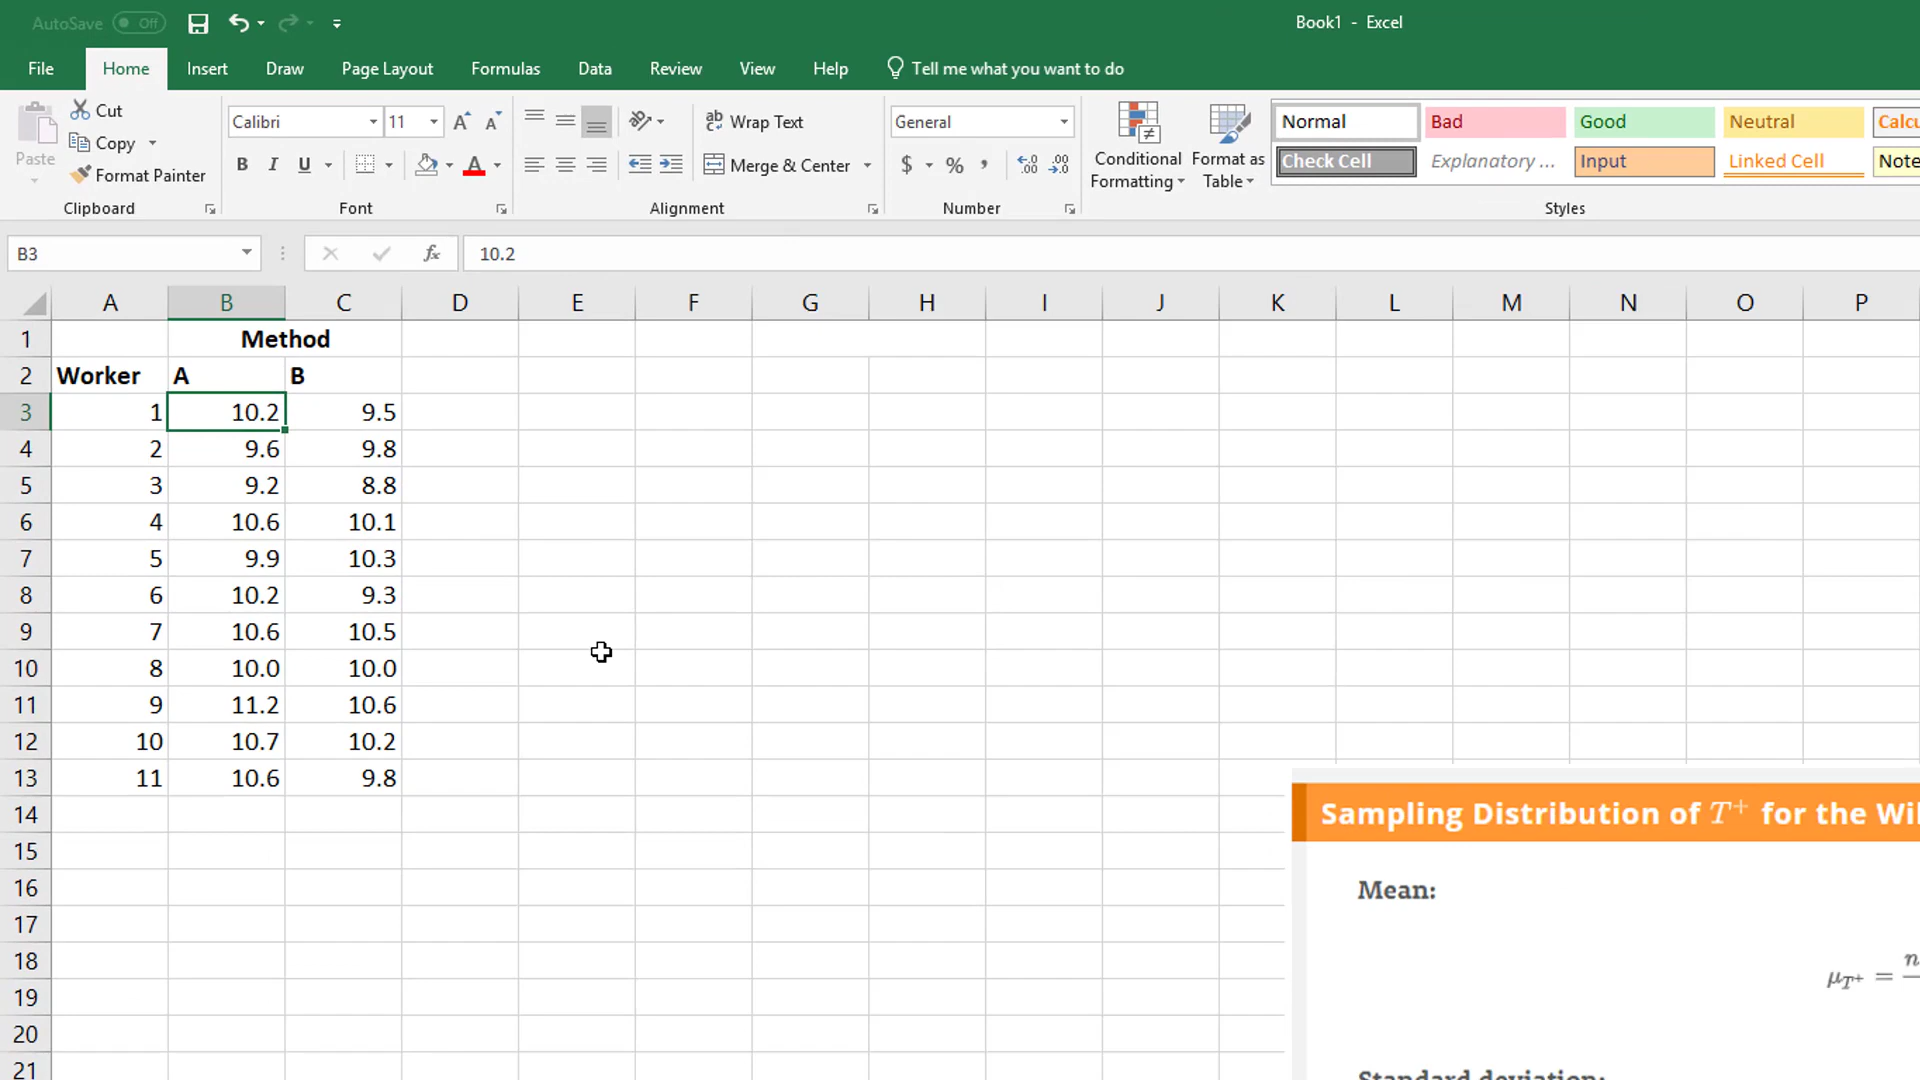 AutoSave Off
Book1 - Excel
File Home Insert Draw Page Layout Formulas Data Review View Help Tell me what you want to do
Paste
Cut
Copy
Format Painter
Clipboard
Calibri 11
B I U A
Font
Wrap Text
Merge & Center
Alignment
General
$ % ,
Number
Conditional Formatting
Format as Table
Normal Bad Good Neutral
Check Cell Explanatory ... Input Linked Cell
Styles
B3 fx 10.2
A B C D E F G H I J K L M N O P
1 Method
2 Worker A B
3 1 10.2 9.5
4 2 9.6 9.8
5 3 9.2 8.8
6 4 10.6 10.1
7 5 9.9 10.3
8 6 10.2 9.3
9 7 10.6 10.5
10 8 10.0 10.0
11 9 11.2 10.6
12 10 10.7 10.2
13 11 10.6 9.8
14
15
16
17
18
19
20
21
Sampling Distribution of T⁺ for the
Mean:
μ_T⁺ = n
Standard deviation: